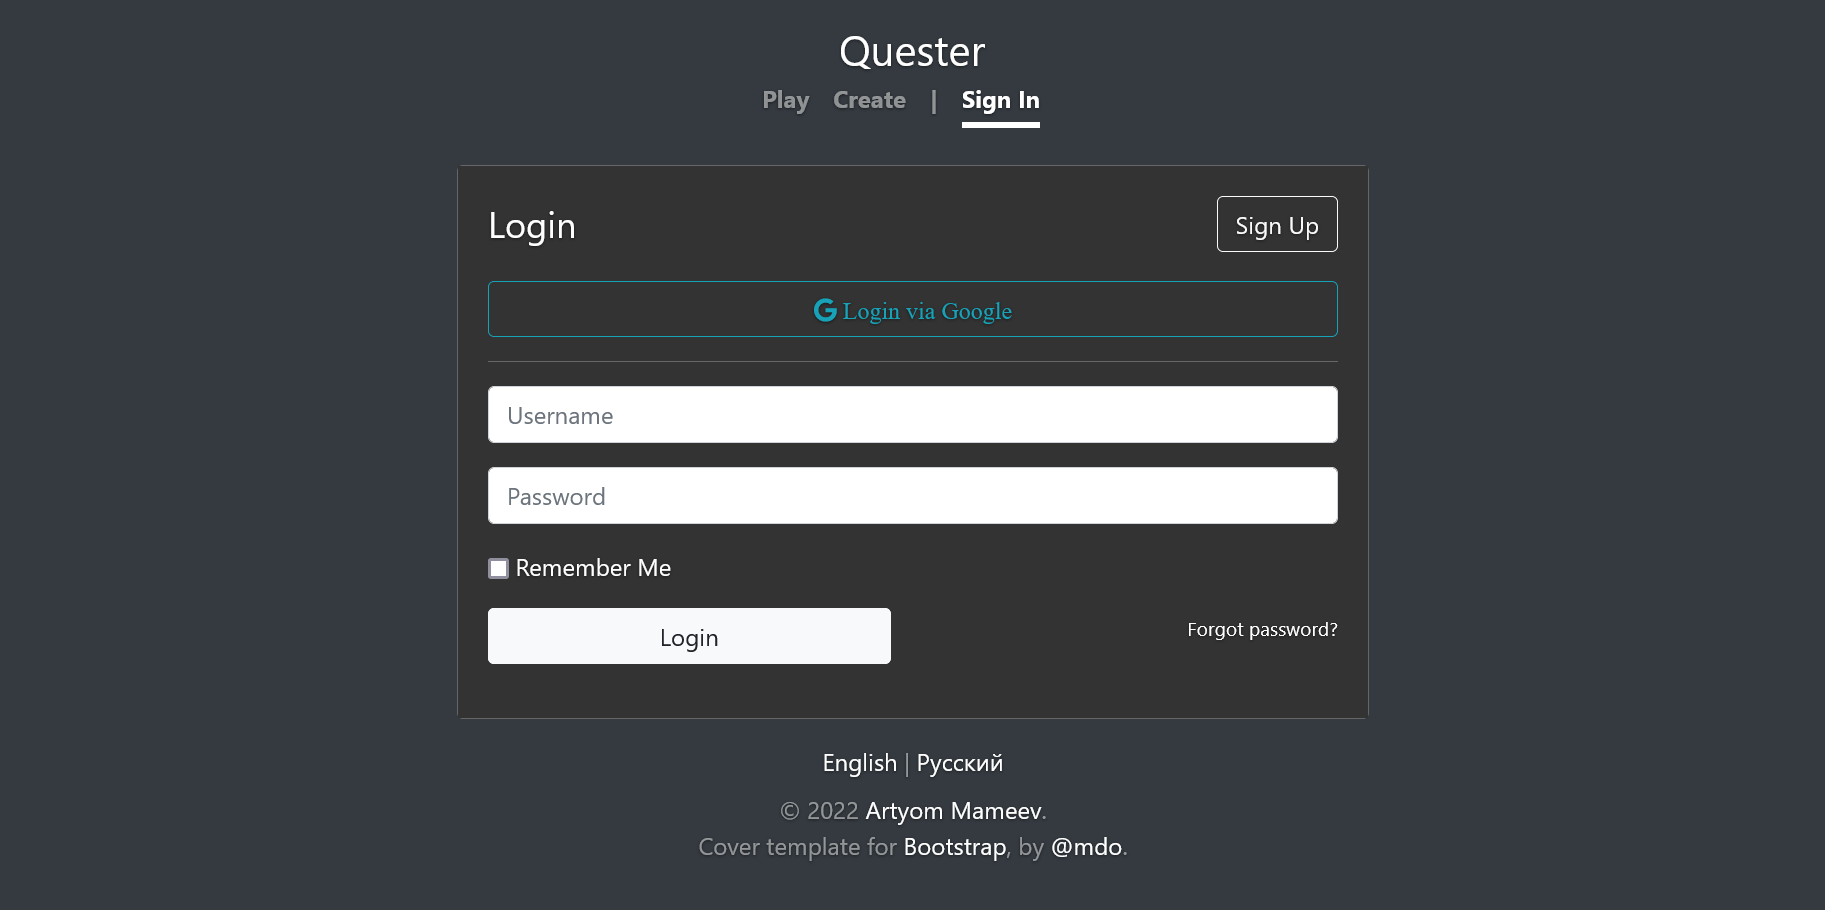 Quester
Play Create | Sign In
Login
Sign Up
Login via Google
Username
Password
Remember Me
Login
Forgot password?
English | Русский
© 2022 Artyom Mameev.
Cover template for Bootstrap, by @mdo.